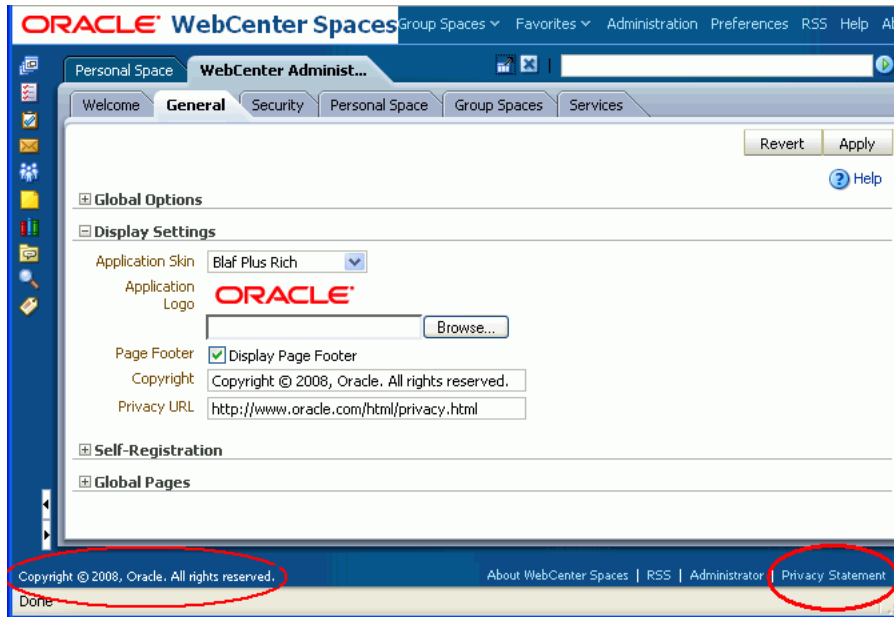 ORACLE WebCenter Spaces Group Spaces Favorites Administration Preferences RSS Help
Personal Space WebCenter Administ...
Welcome General Security Personal Space Group Spaces Services
Revert Apply
Help
Global Options
Display Settings
Application Skin Blaf Plus Rich
Application
Logo ORACLE
Browse...
Page Footer Display Page Footer
Copyright Copyright © 2008, Oracle. All rights reserved.
Privacy URL http://www.oracle.com/html/privacy.html
Self-Registration
Global Pages
Copyright © 2008, Oracle. All rights reserved. About WebCenter Spaces | RSS | Administrator | Privacy Statement
Done